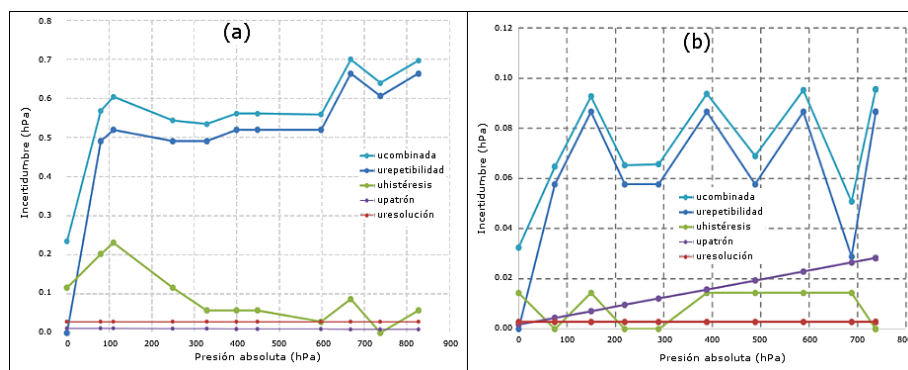 (a)
Incertidumbre (hPa)
0.8
0.7
0.6
0.5
0.4
0.3
0.2
0.1
0.0
0 100 200 300 400 500 600 700 800 900
Presión absoluta (hPa)
ucombinada
urepetibilidad
uhistéresis
upatrón
uresolución
(b)
Incertidumbre (hPa)
0.12
0.10
0.08
0.06
0.04
0.02
0.00
0 100 200 300 400 500 600 700 800
Presión absoluta (hPa)
ucombinada
urepetibilidad
uhistéresis
upatrón
uresolución